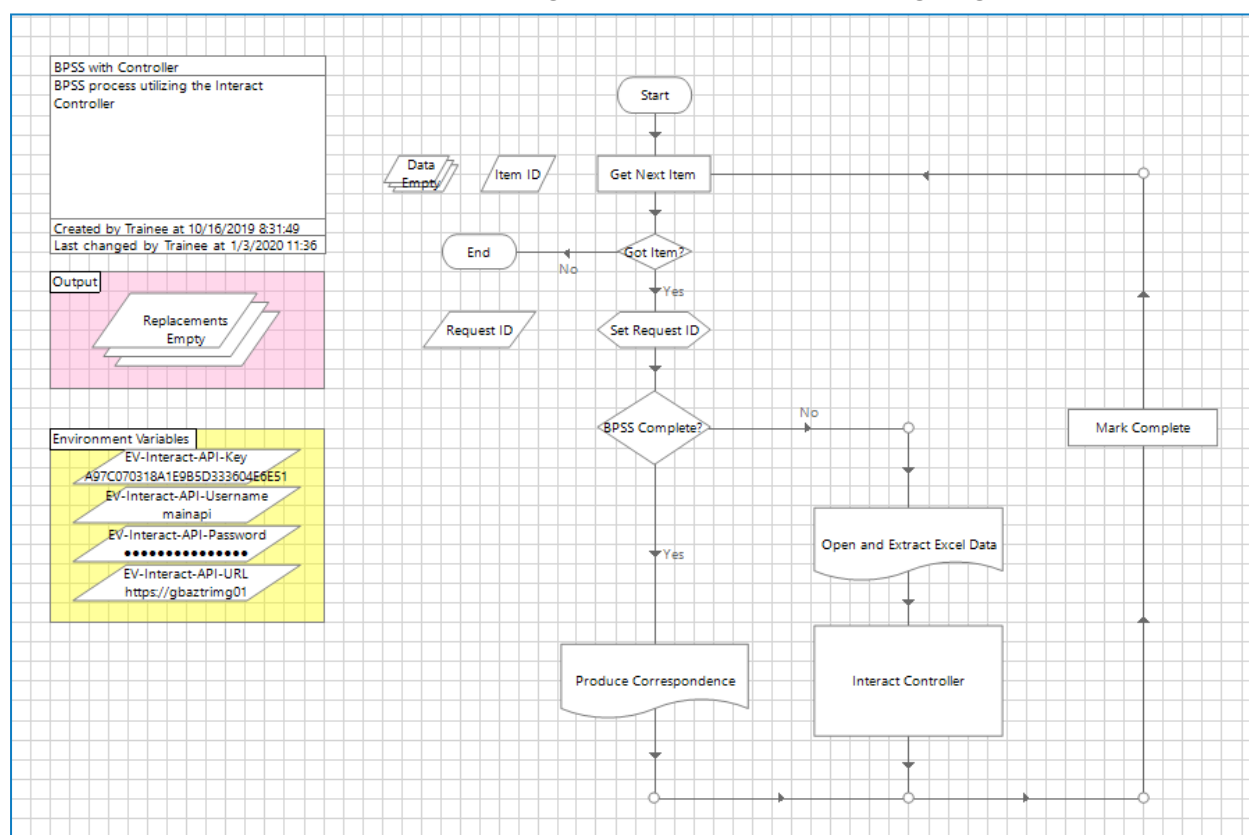 BPSS with Controller
BPSS process utilizing the Interact
Controller
Created by Trainee at 10/16/2019 8:31:49
Last changed by Trainee at 1/3/2020 11:36
Output
Replacements
Empty
Environment Variables
EV-Interact-API-Key
A97C070318A1E9B5D333604E6E51
EV-Interact-API-Username
mainapi
EV-Interact-API-Password
●●●●●●●●●●●●●●●
EV-Interact-API-URL
https://gbaztrimg01
Start
Data
Empty
Item ID
Get Next Item
End
No
Got Item?
Yes
Request ID
Set Request ID
BPSS Complete?
No
Mark Complete
Yes
Open and Extract Excel Data
Produce Correspondence
Interact Controller